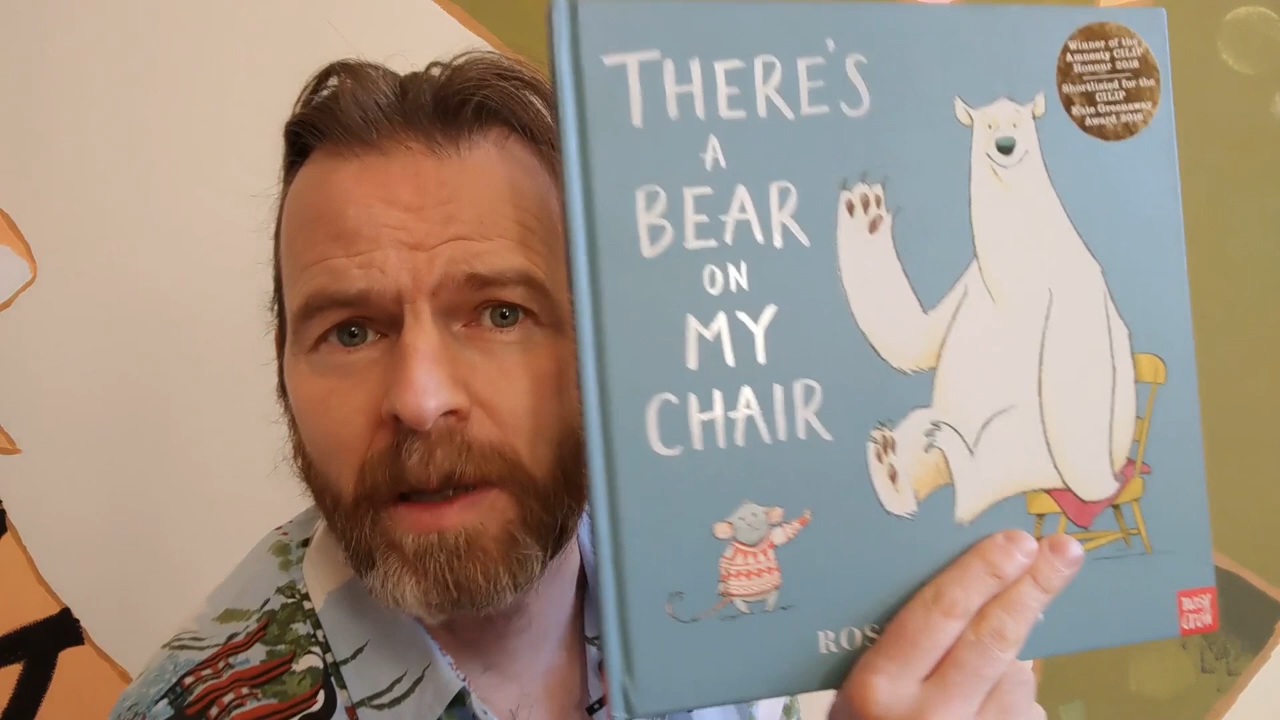 THERE'S
A
BEAR
ON
MY
CHAIR
Winner of the
Amnesty CILIP
Honour 2016
Shortlisted for the
CILIP
Kate Greenaway
Award 2016
nosy
crow